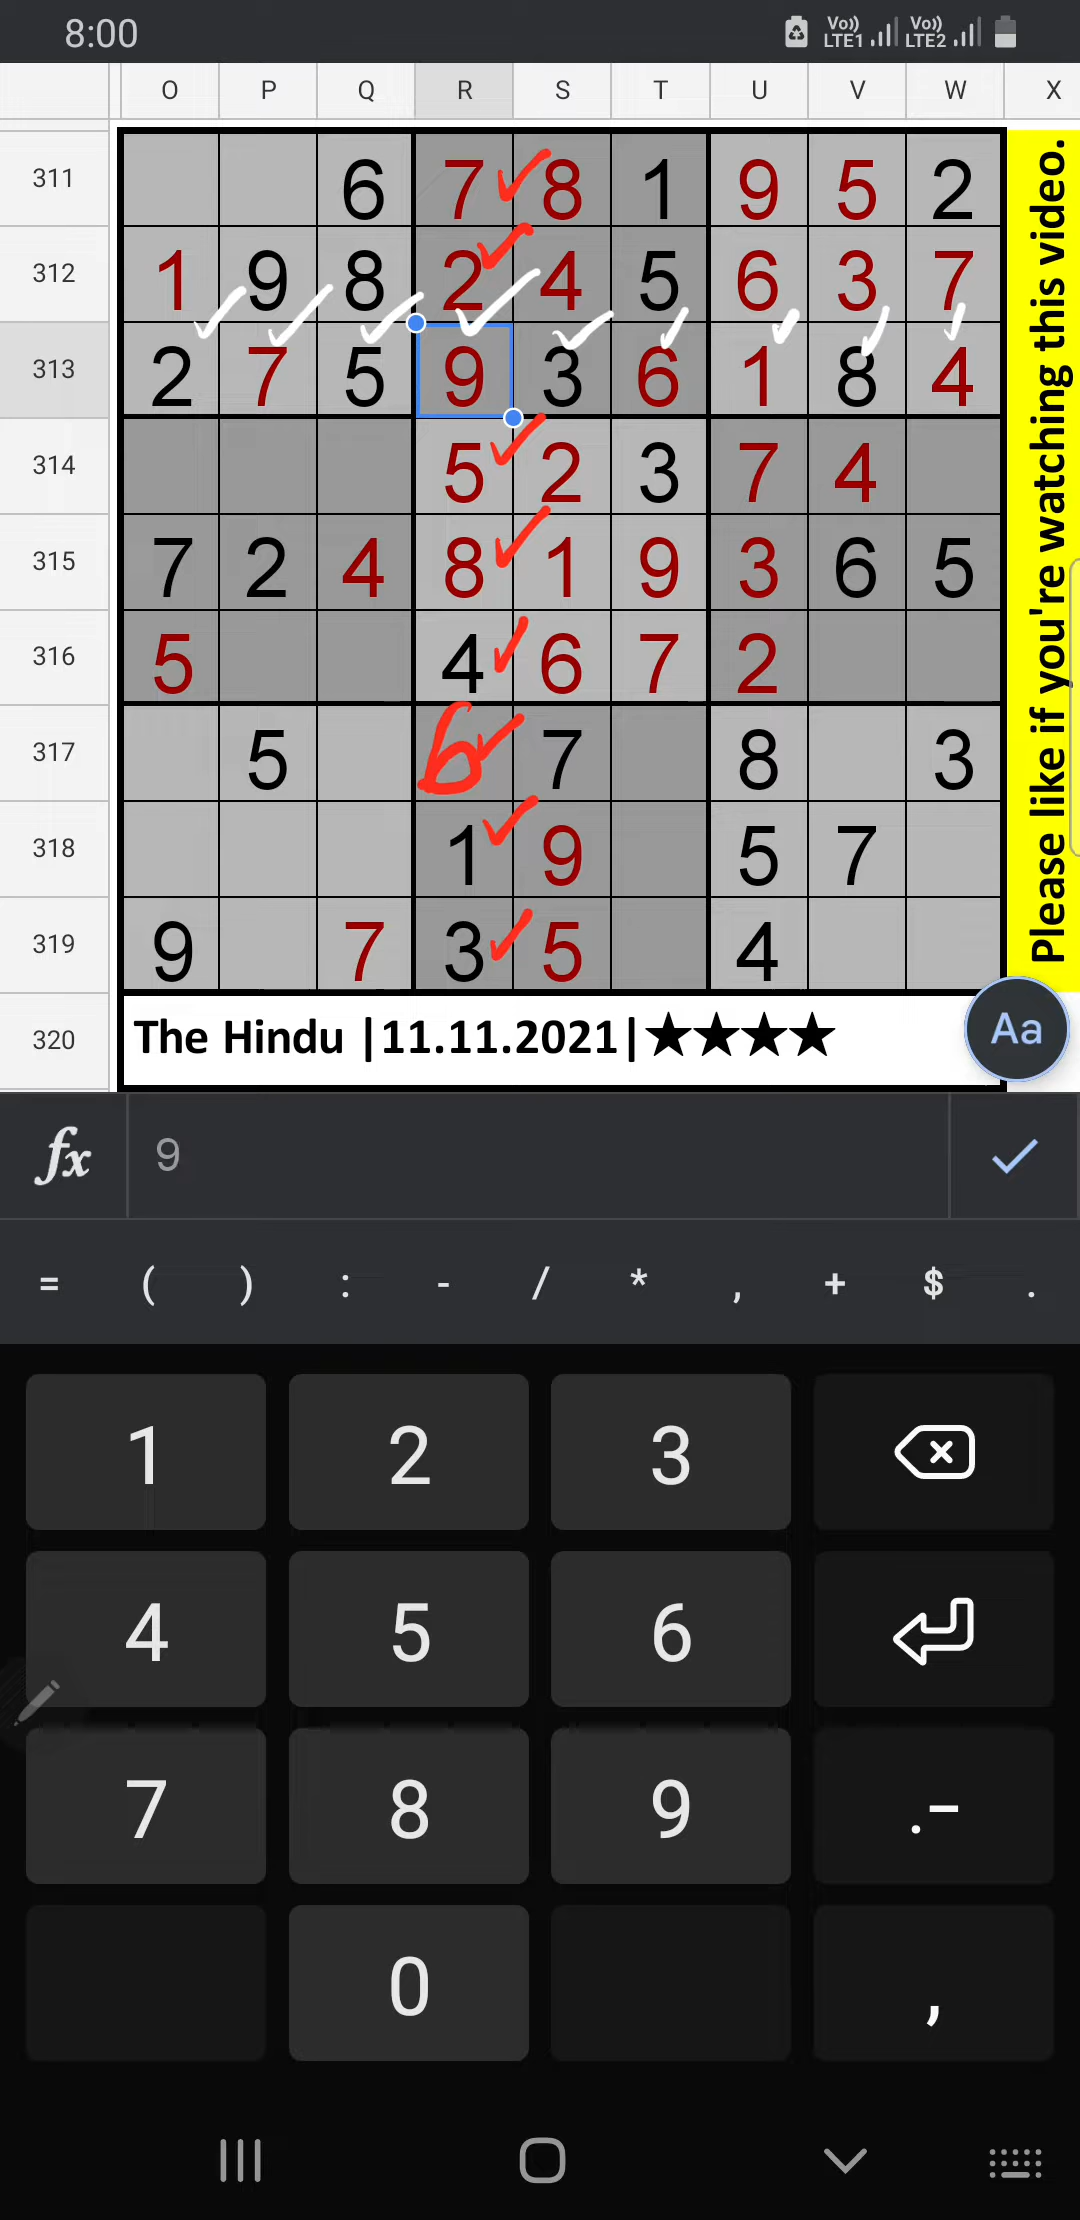 8:00 Vo)) LTE1 Vo)) LTE2
O P Q R S T U V W X
311 6 7 8 1 9 5 2
312 1 9 8 2 4 5 6 3 7
313 2 7 5 9 3 6 1 8 4
314 5 2 3 7 4
315 7 2 4 8 1 9 3 6 5
316 5 4 6 7 2
317 5 6 7 8 3
318 1 9 5 7
319 9 7 3 5 4
Please like if you're watching this video.
320 The Hindu |11.11.2021|★★★★
Aa
fx 9
= ( ) : - / * , + $ .
1 2 3
4 5 6
7 8 9 .-
0 ,